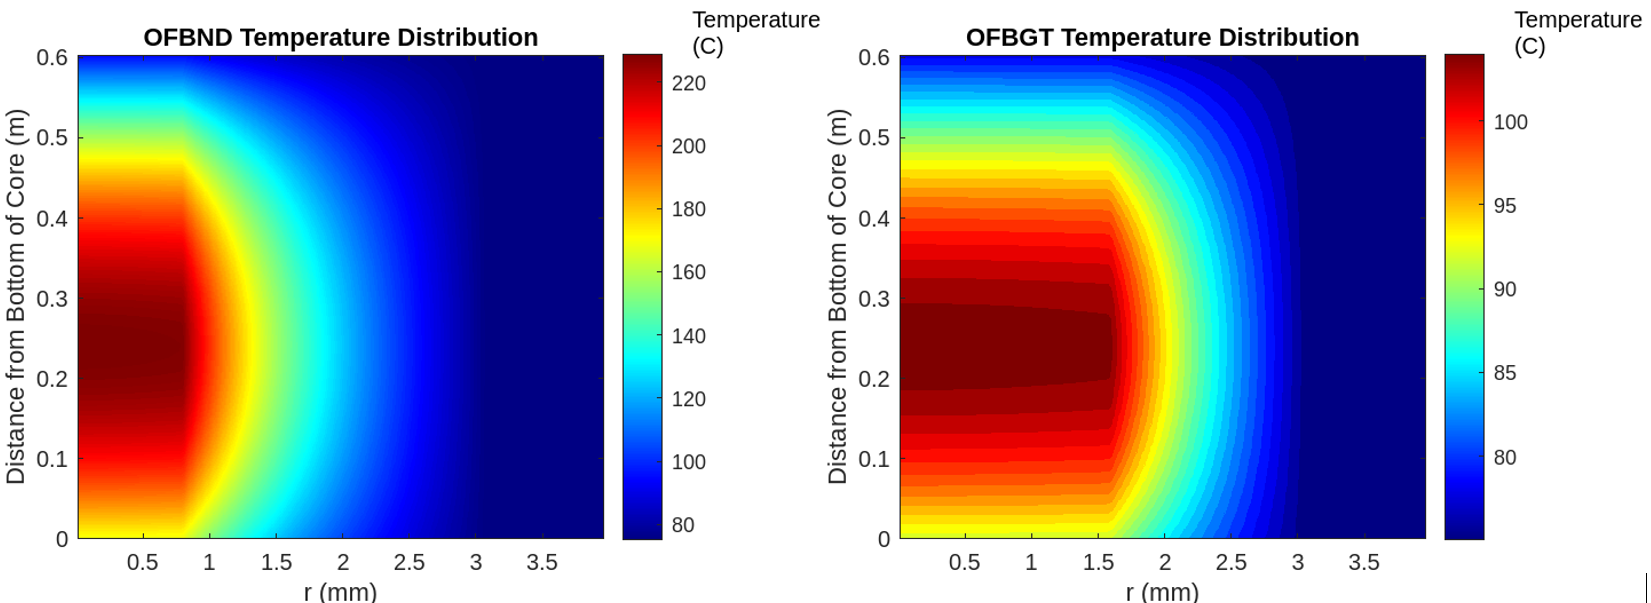 OFBND Temperature Distribution
Temperature
(C)
0.6
0.5
0.4
0.3
0.2
0.1
0
Distance from Bottom of Core (m)
0.5 1 1.5 2 2.5 3 3.5
r (mm)
220
200
180
160
140
120
100
80
OFBGT Temperature Distribution
Temperature
(C)
0.6
0.5
0.4
0.3
0.2
0.1
0
Distance from Bottom of Core (m)
0.5 1 1.5 2 2.5 3 3.5
r (mm)
100
95
90
85
80